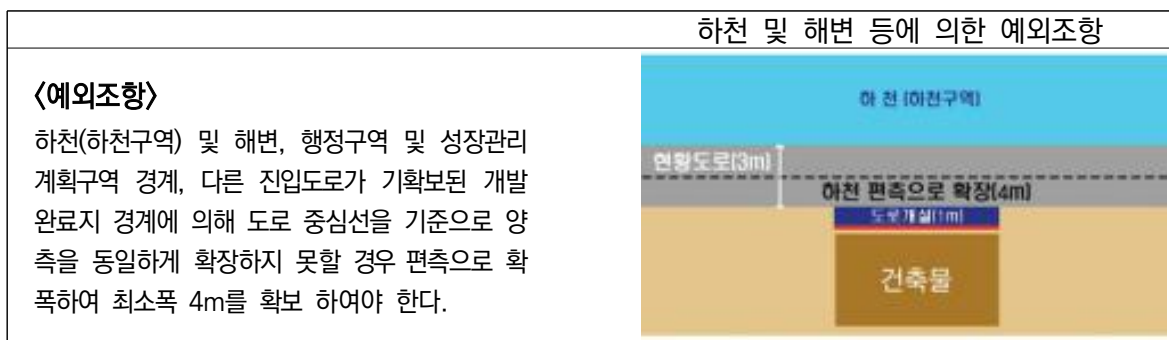 하천 및 해변 등에 의한 예외조항
〈예외조항〉
하천(하천구역) 및 해변, 행정구역 및 성장관리
계획구역 경계, 다른 진입도로가 기확보된 개발
완료지 경계에 의해 도로 중심선을 기준으로 양
측을 동일하게 확장하지 못할 경우 편측으로 확
폭하여 최소폭 4m를 확보 하여야 한다.
하 천 (하천구역)
현황도로(3m)
하천 편측으로 확장(4m)
도로개설(1m)
건축물